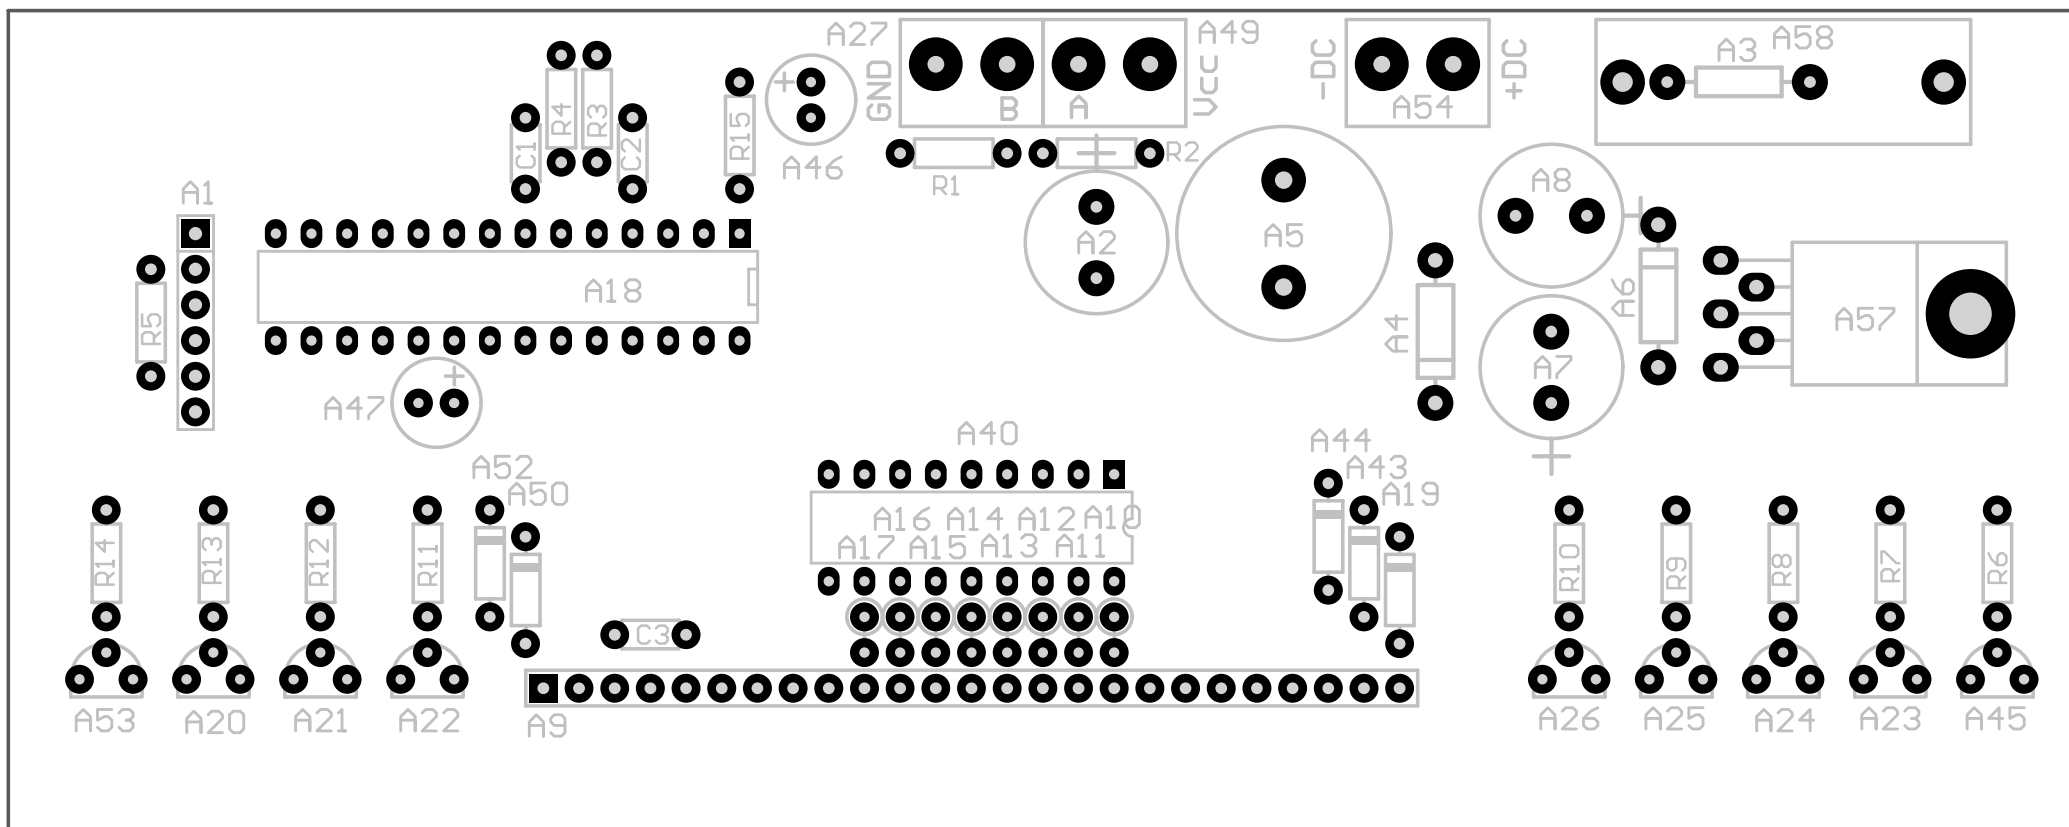 A27
A49
A3
A58
GND
B
A
Vcc
-DC
+DC
A54
R4
R3
C1
C2
R15
+
A46
R1
+
R2
A1
A8
A2
A5
A18
R5
A4
A6
A57
A7
+
A47
A40
A44
A43
A19
A52
A50
+
A16
A14
A12
A10
A17
A15
A13
A11
R14
R13
R12
R11
R10
R9
R8
R7
R6
C3
A53
A20
A21
A22
A9
A26
A25
A24
A23
A45